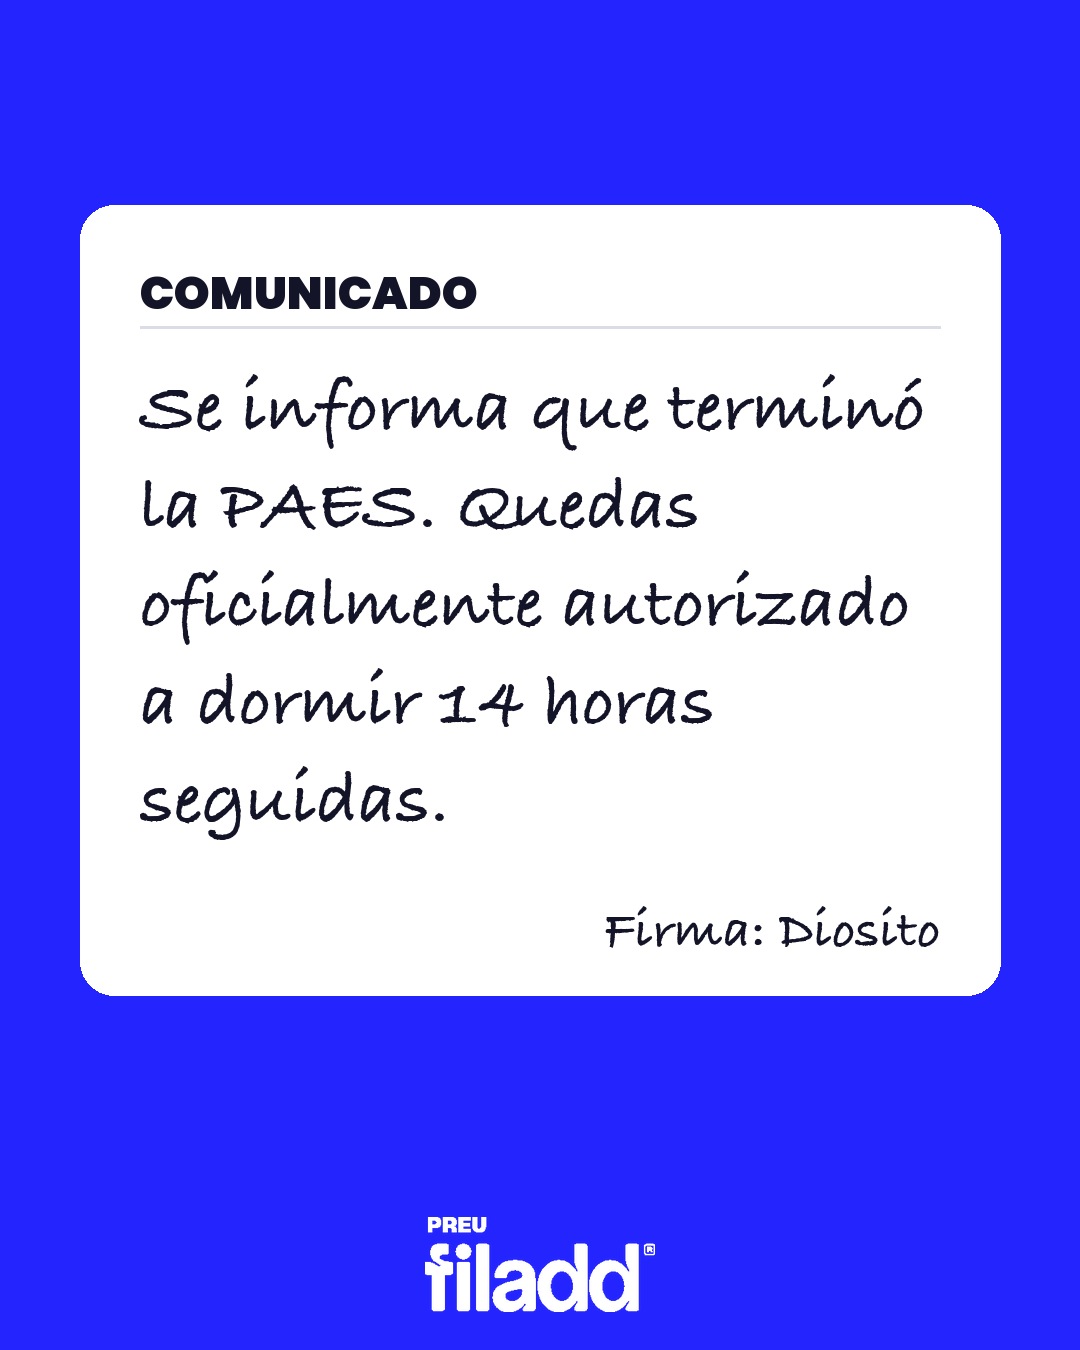 COMUNICADO
Se informa que terminó
la PAES. Quedas
oficialmente autorizado
a dormir 14 horas
seguidas.
Firma: Diosito
PREU
filadd®